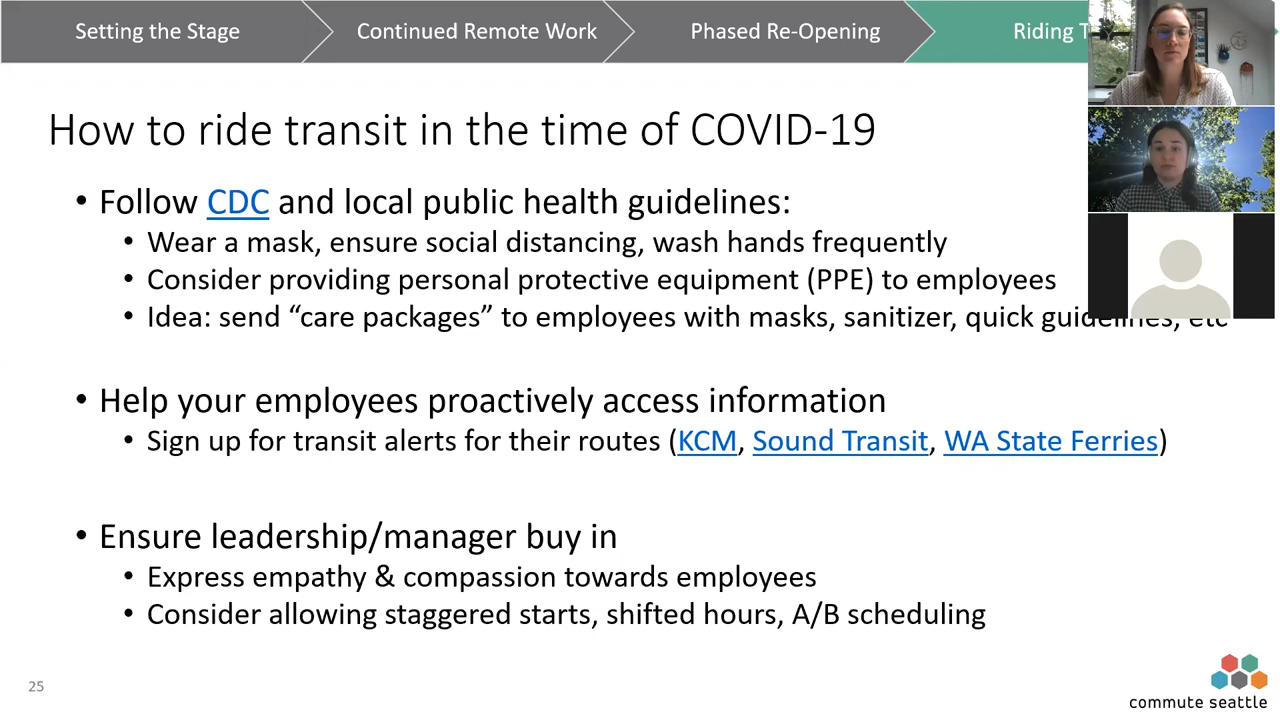 Setting the Stage
Continued Remote Work
Phased Re-Opening
Riding
How to ride transit in the time of COVID-19
• Follow CDC and local public health guidelines:
• Wear a mask, ensure social distancing, wash hands frequently
• Consider providing personal protective equipment (PPE) to employees
• Idea: send “care packages” to employees with masks, sanitizer, quick guidelines, etc
• Help your employees proactively access information
• Sign up for transit alerts for their routes (KCM, Sound Transit, WA State Ferries)
• Ensure leadership/manager buy in
• Express empathy & compassion towards employees
• Consider allowing staggered starts, shifted hours, A/B scheduling
25
commute seattle